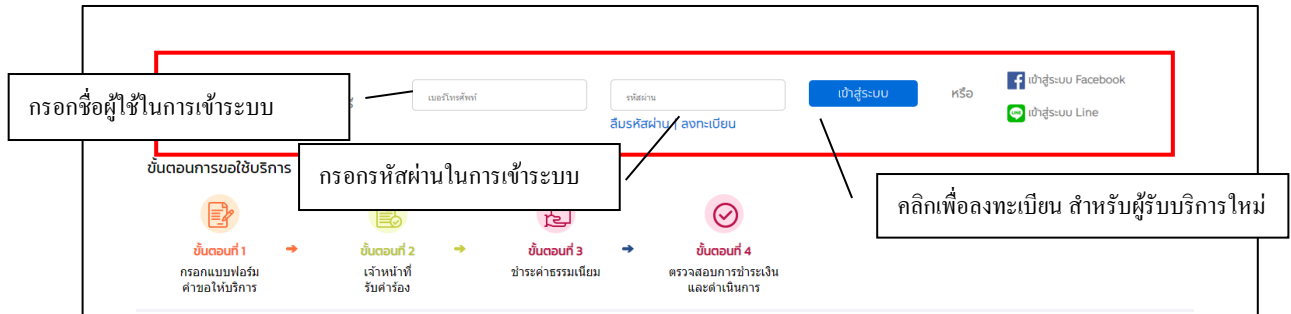 เข้าสู่ระบบ Facebook
กรอกชื่อผู้ใช้ในการเข้าระบบ
เบอร์โทรศัพท์
รหัสผ่าน
เข้าสู่ระบบ
หรือ
เข้าสู่ระบบ Line
ลืมรหัสผ่าน | ลงทะเบียน
ขั้นตอนการขอใช้บริการ
กรอกรหัสผ่านในการเข้าระบบ
คลิกเพื่อลงทะเบียน สำหรับผู้รับบริการใหม่
ขั้นตอนที่ 1
ขั้นตอนที่ 2
ขั้นตอนที่ 3
ขั้นตอนที่ 4
กรอกแบบฟอร์ม
คำขอให้บริการ
เจ้าหน้าที่
รับคำร้อง
ชำระค่าธรรมเนียม
ตรวจสอบการชำระเงิน
และดำเนินการ